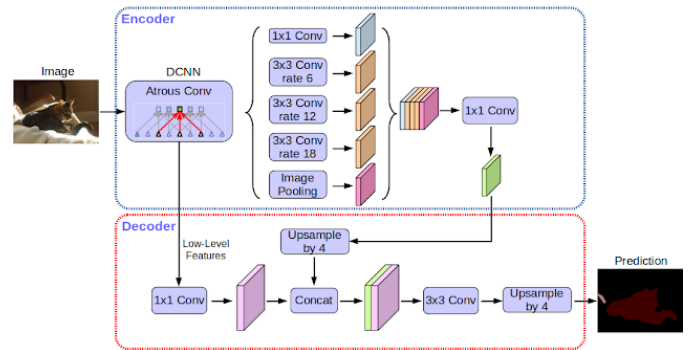 Encoder
Image
DCNN
Atrous Conv
1x1 Conv
3x3 Conv
rate 6
3x3 Conv
rate 12
3x3 Conv
rate 18
Image
Pooling
1x1 Conv
Decoder
Low-Level
Features
Upsample
by 4
1x1 Conv
Concat
3x3 Conv
Upsample
by 4
Prediction